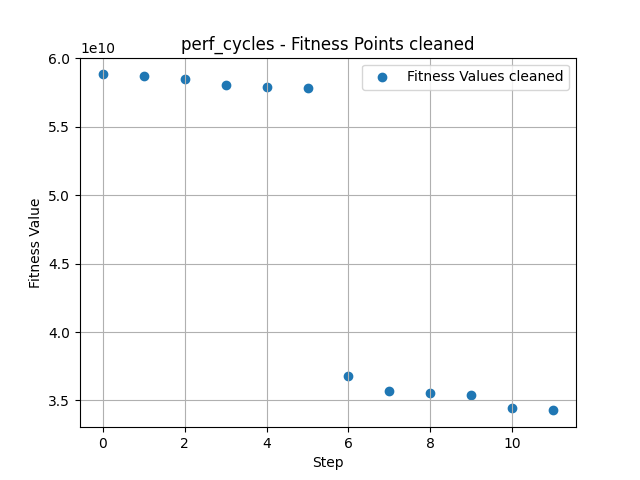 perf_cycles - Fitness Points cleaned
1e10
6.0
5.5
5.0
4.5
4.0
3.5
Fitness Value
Fitness Values cleaned
0 2 4 6 8 10
Step